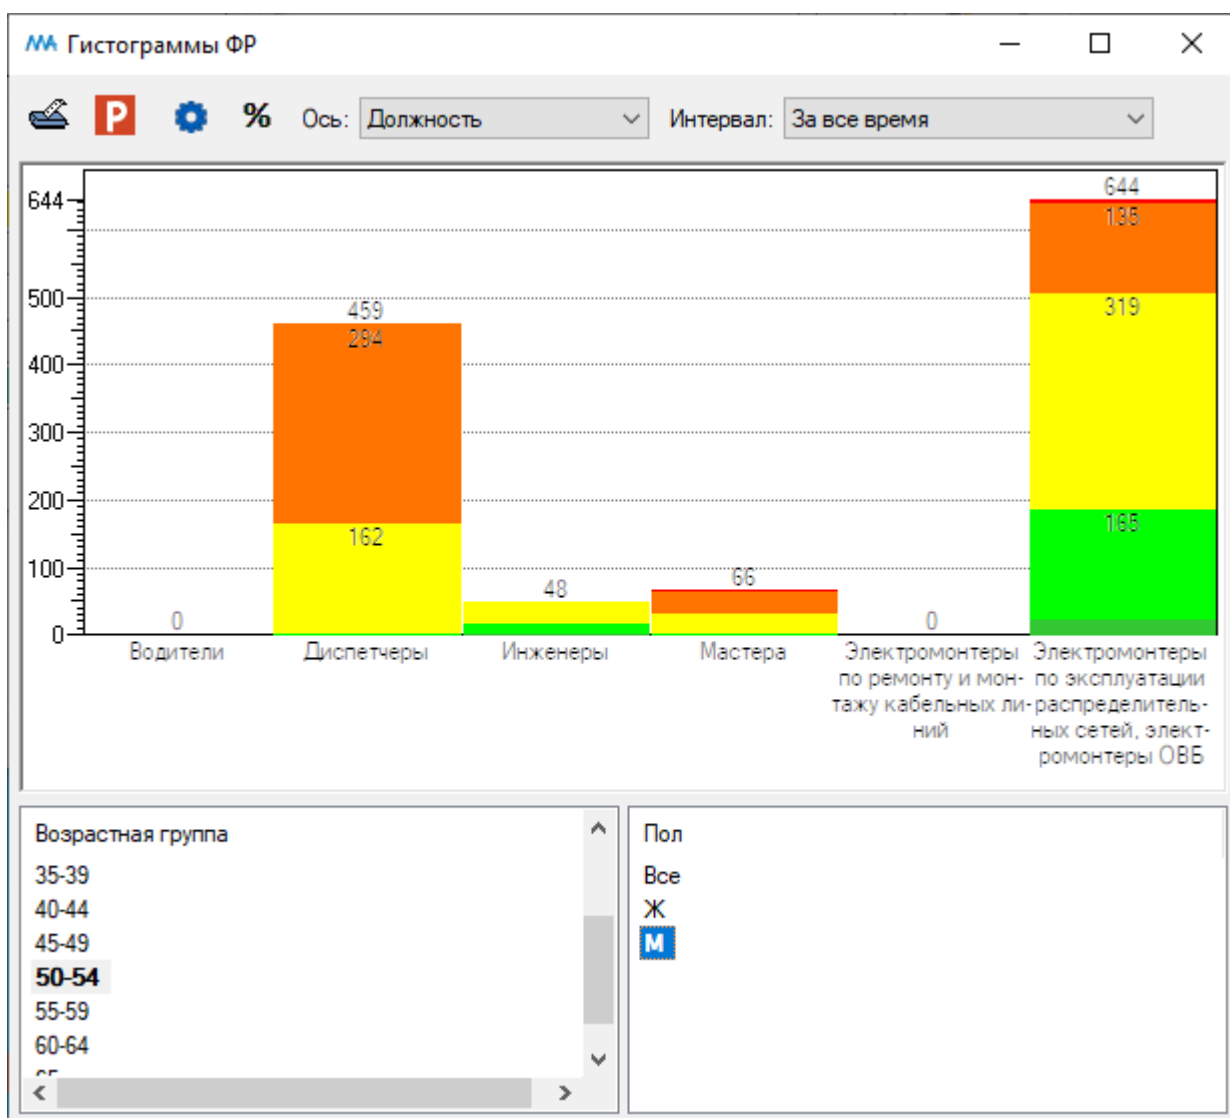 Гистограммы ФР
P % Ось: Должность Интервал: За все время
644
500
400
300
200
100
0
0
459
294
162
48
66
0
644
135
319
165
Водители
Диспетчеры
Инженеры
Мастера
Электромонтеры
по ремонту и мон-
тажу кабельных ли-
ний
Электромонтеры
по эксплуатации
распределитель-
ных сетей, элект-
ромонтеры ОВБ
Возрастная группа
35-39
40-44
45-49
50-54
55-59
60-64
Пол
Все
Ж
М